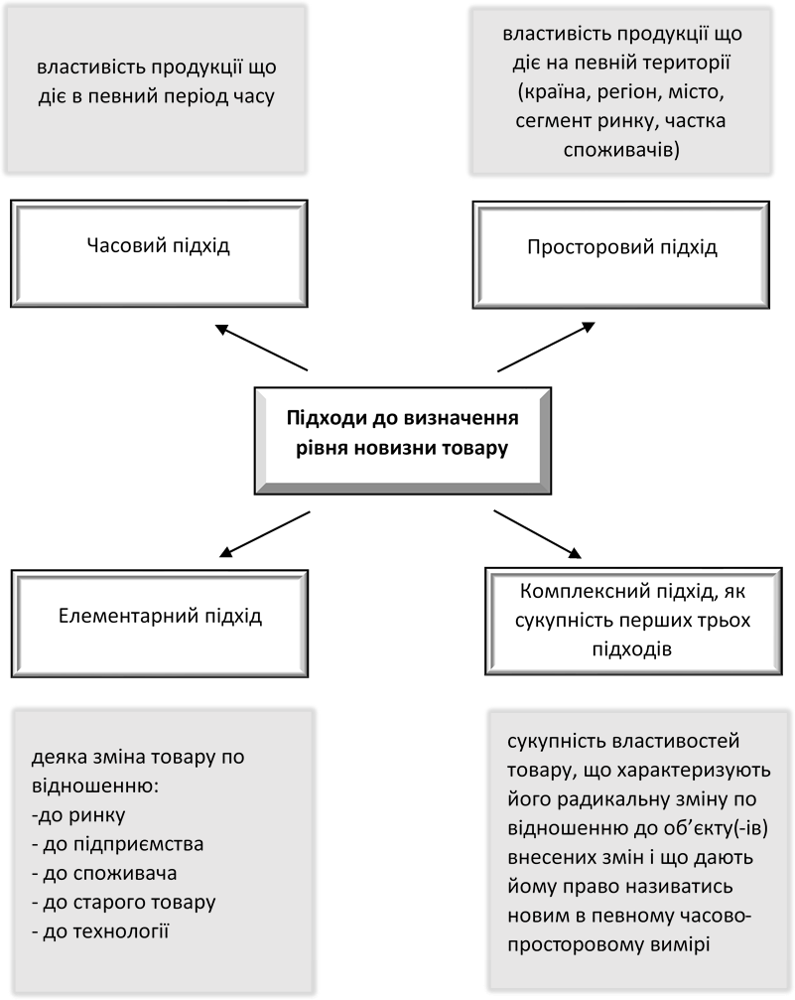 властивість продукції що
діє в певний період часу
властивість продукції що
діє на певній території
(країна, регіон, місто,
сегмент ринку, частка
споживачів)
Часовий підхід
Просторовий підхід
Підходи до визначення
рівня новизни товару
Елементарний підхід
Комплексний підхід, як
сукупність перших трьох
підходів
деяка зміна товару по
відношенню:
-до ринку
- до підприємства
- до споживача
- до старого товару
- до технології
сукупність властивостей
товару, що характеризують
його радикальну зміну по
відношенню до об’єкту(-ів)
внесених змін і що дають
йому право називатись
новим в певному часово-
просторовому вимірі